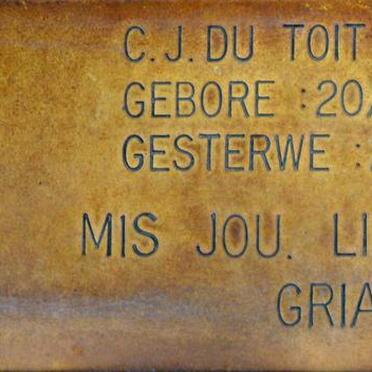 C.J. DU TOIT
GEBORE : 20
GESTERWE :
MIS JOU. LI
GRIA